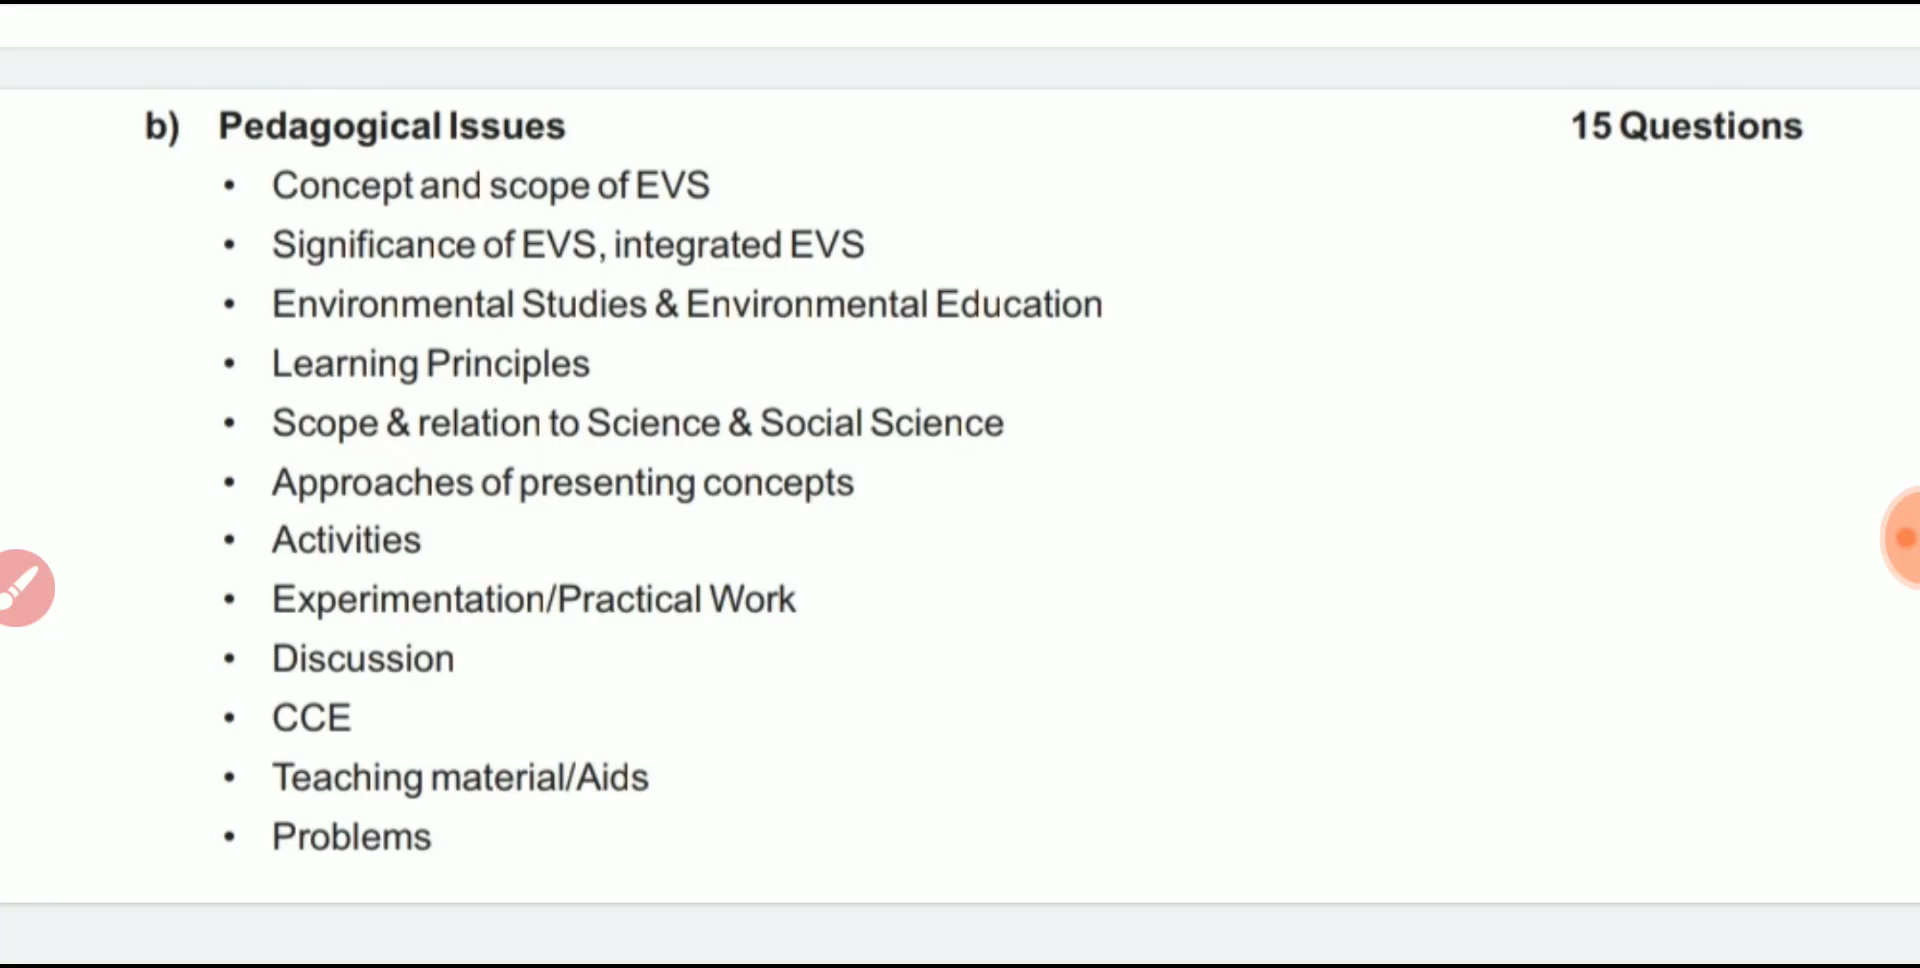 b) Pedagogical Issues 15 Questions
• Concept and scope of EVS
• Significance of EVS, integrated EVS
• Environmental Studies & Environmental Education
• Learning Principles
• Scope & relation to Science & Social Science
• Approaches of presenting concepts
• Activities
• Experimentation/Practical Work
• Discussion
• CCE
• Teaching material/Aids
• Problems